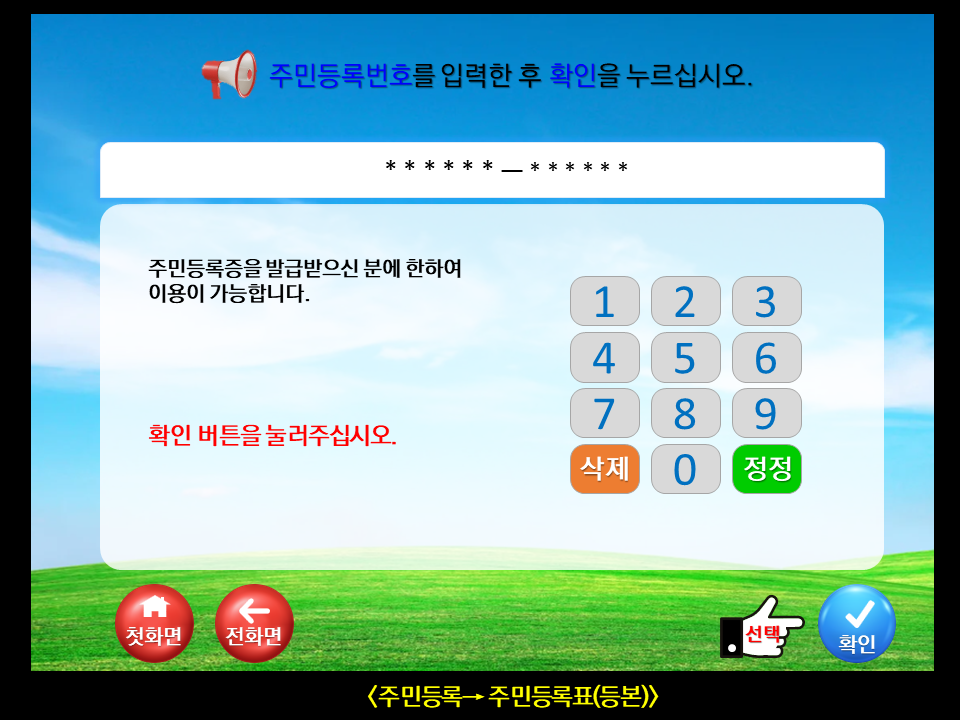 주민등록번호를 입력한 후 확인을 누르십시오.
* * * * * * — * * * * * *
주민등록증을 발급받으신 분에 한하여
이용이 가능합니다.
1 2 3
4 5 6
7 8 9
삭제 0 정정
확인 버튼을 눌러주십시오.
첫화면 전화면 선택 확인
<주민등록→ 주민등록표(등본)>